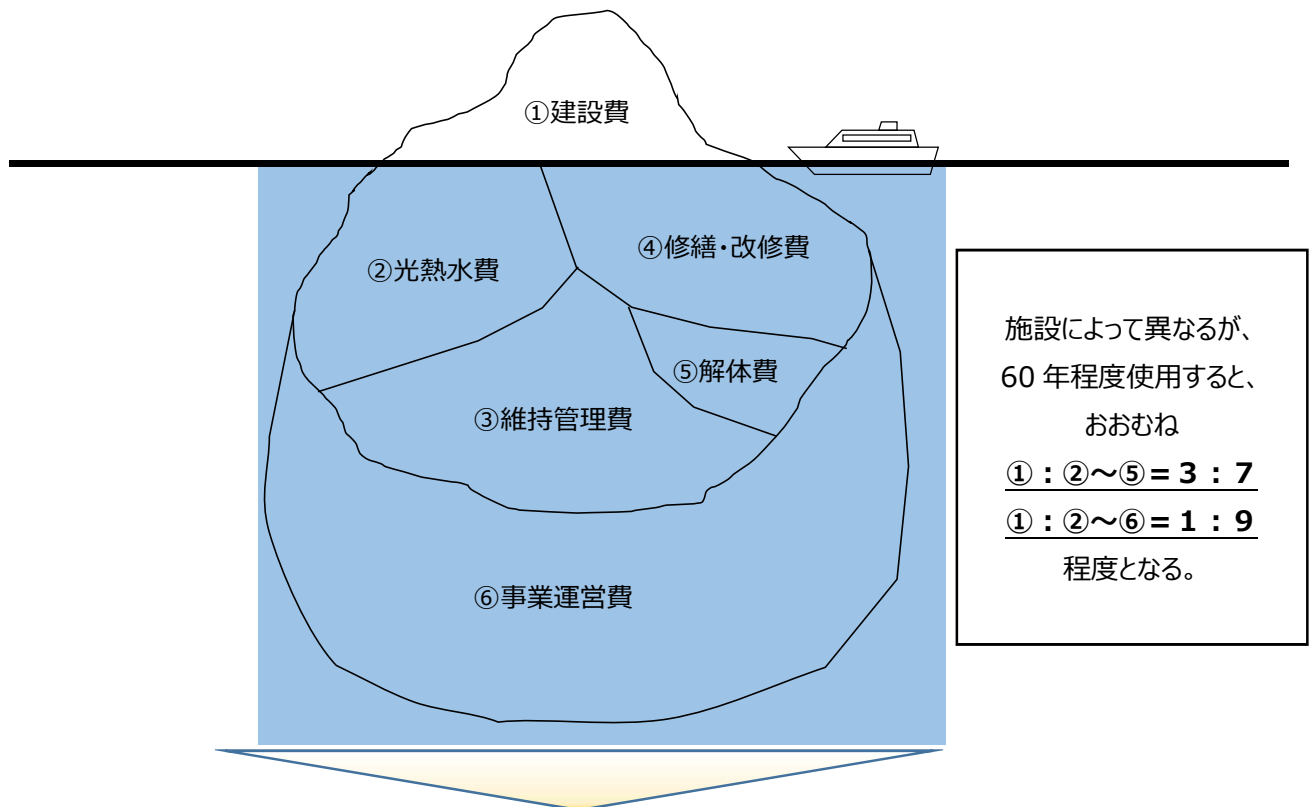 ①建設費
②光熱水費
④修繕・改修費
⑤解体費
③維持管理費
⑥事業運営費
施設によって異なるが、
60 年程度使用すると、
おおむね
①：②～⑤＝３：７
①：②～⑥＝１：９
程度となる。